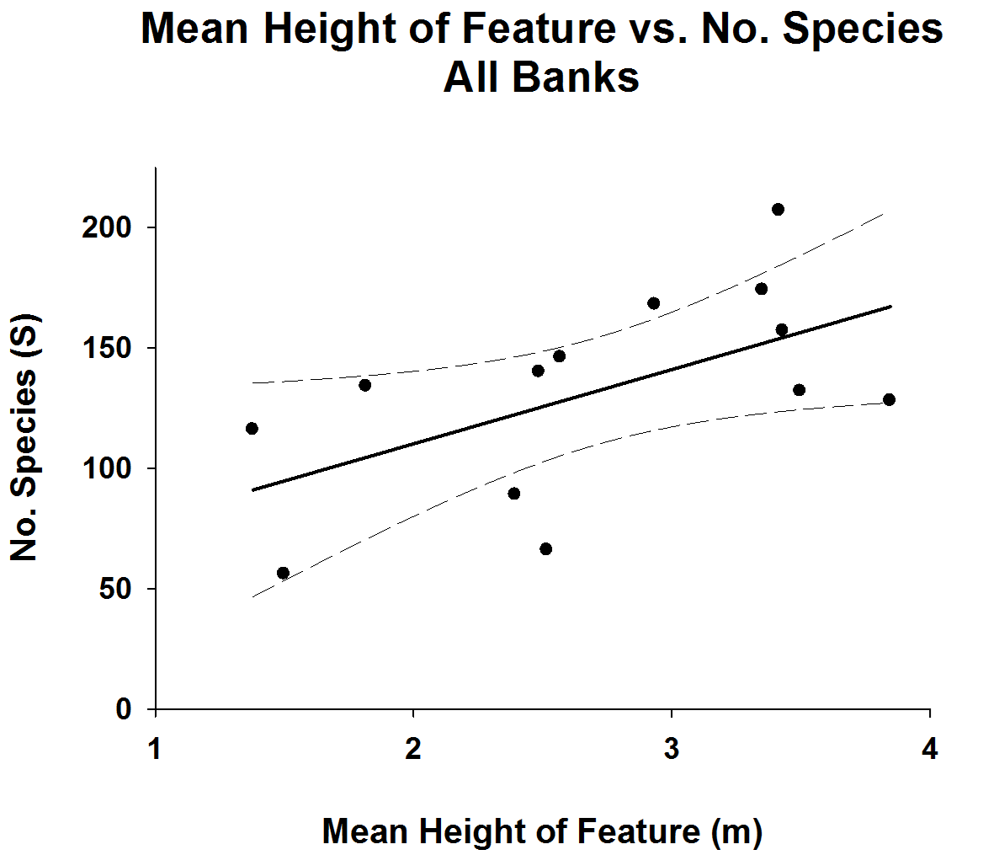 Mean Height of Feature vs. No. Species
All Banks
No. Species (S)
200
150
100
50
0
1 2 3 4
Mean Height of Feature (m)